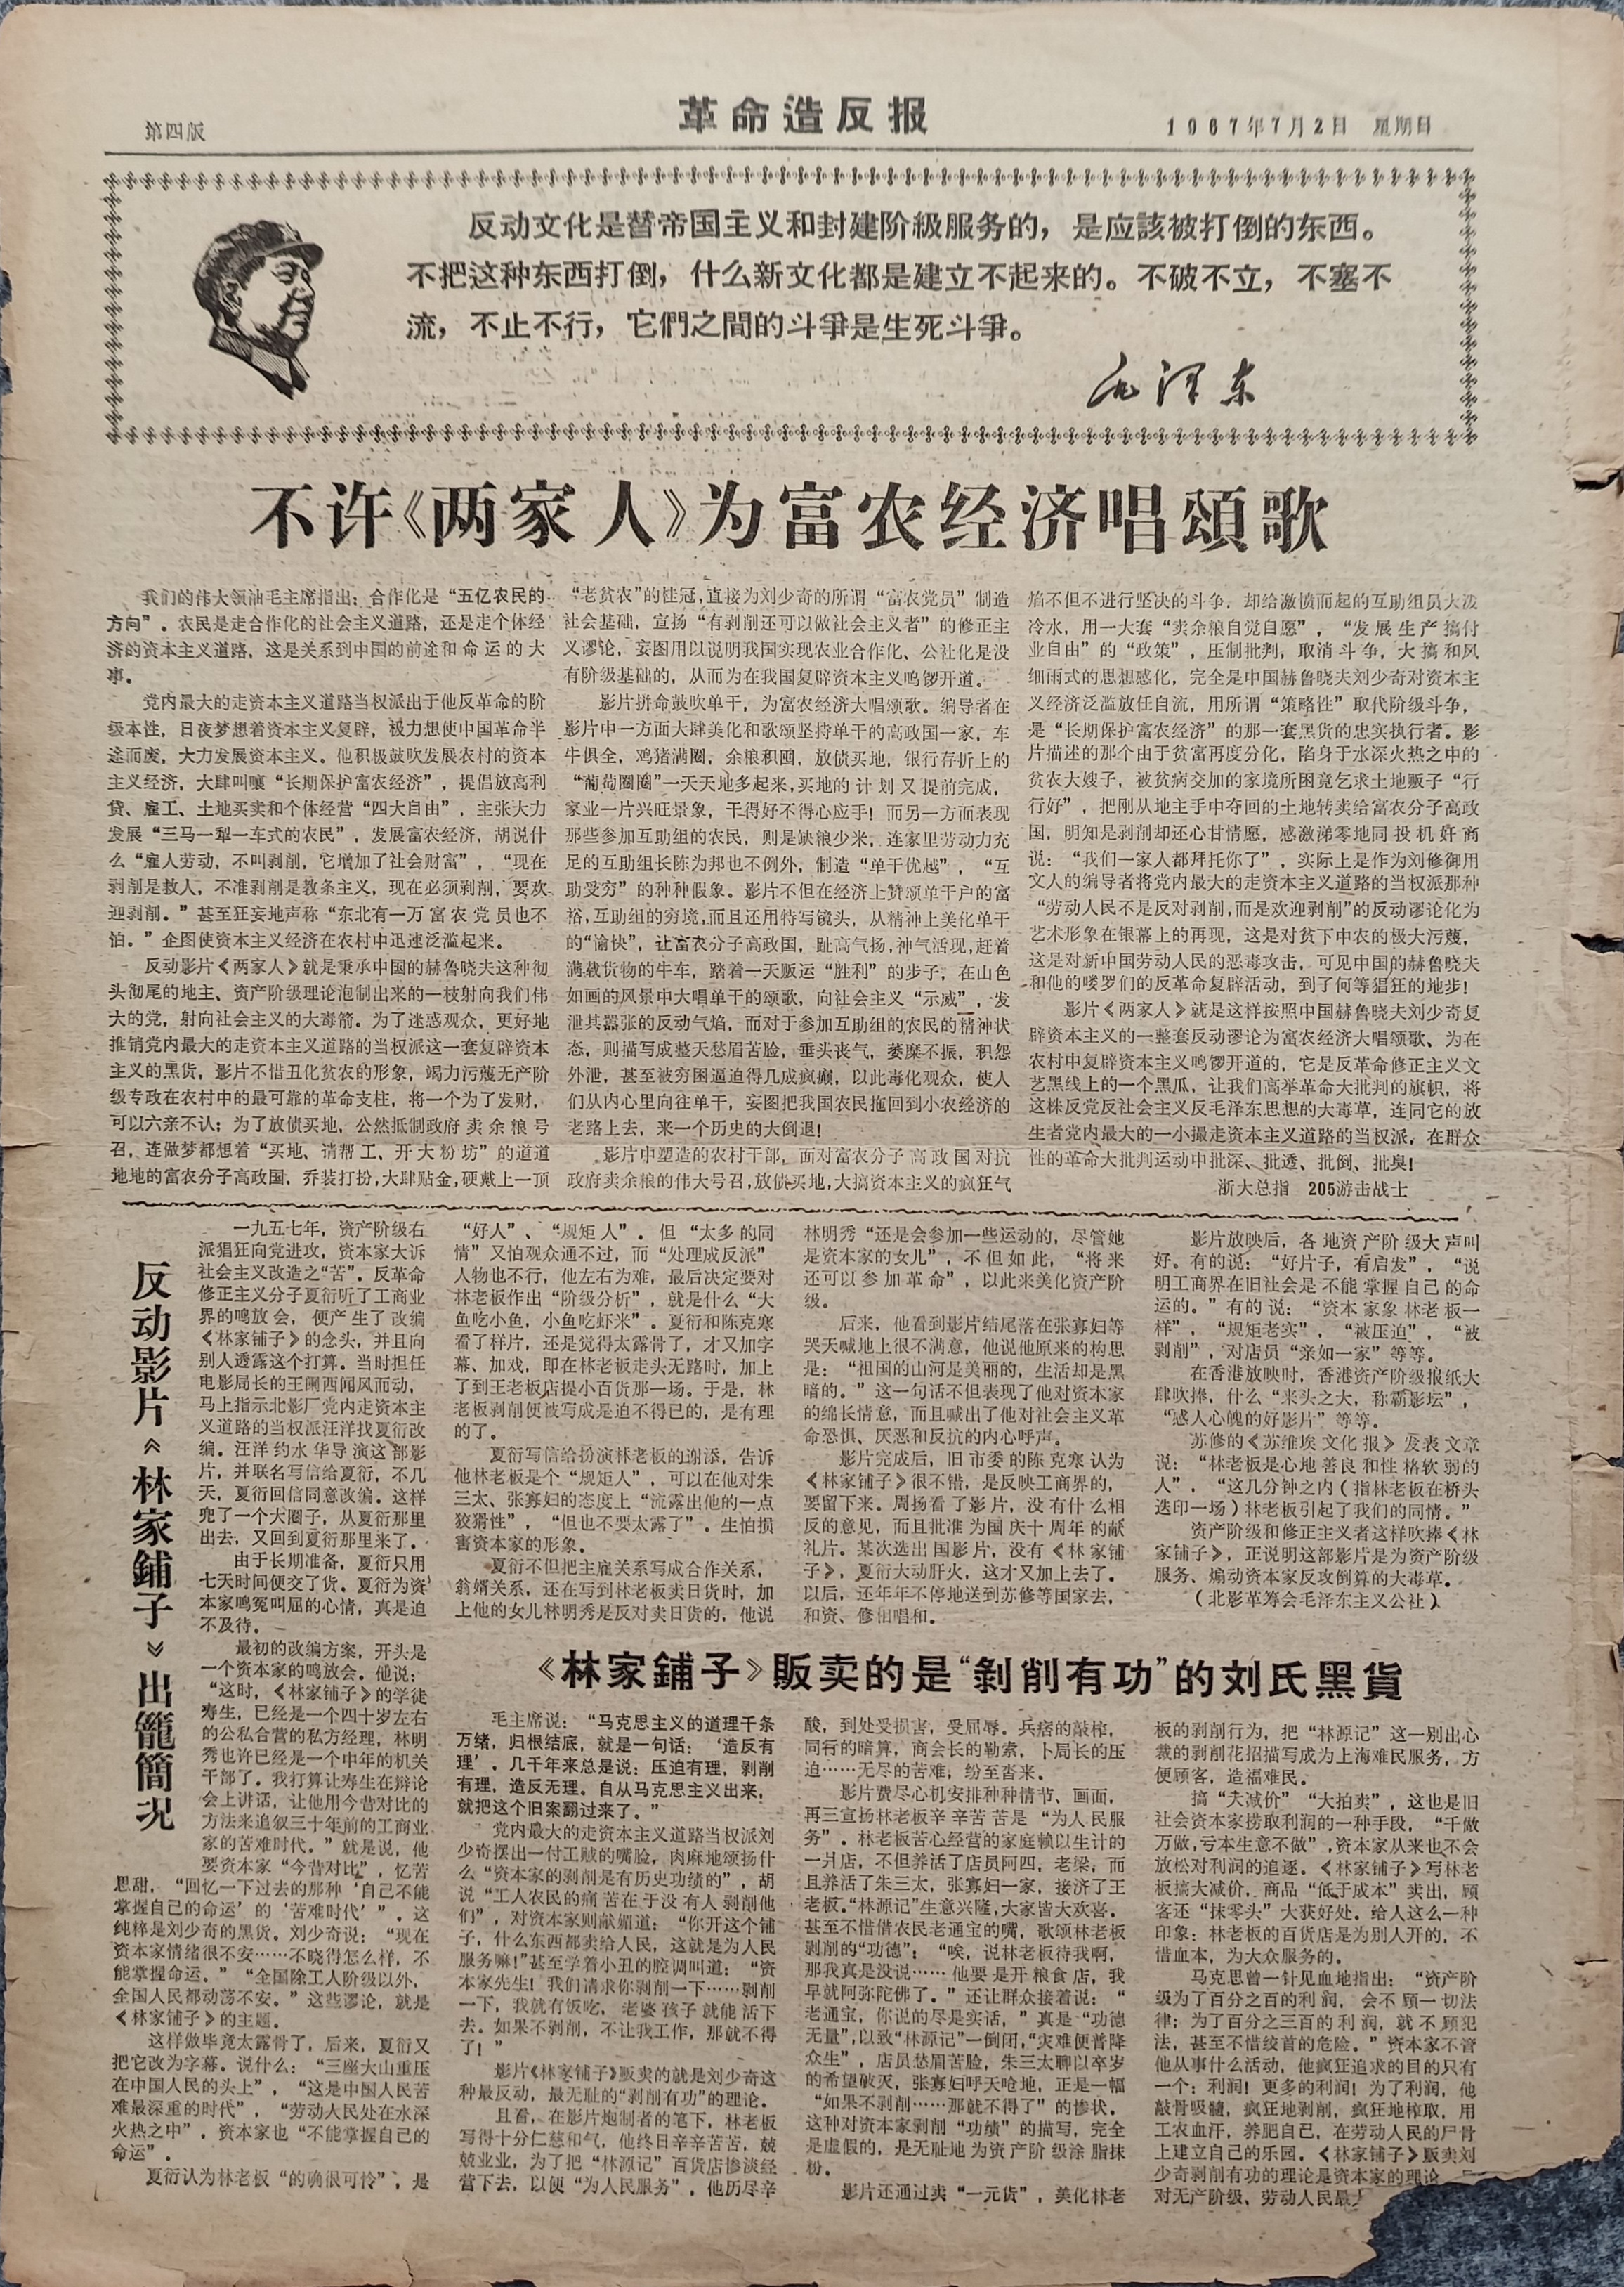 第四版
革命造反报
1967年7月2日 星期日
反动文化是替帝国主义和封建阶級服务的，是应該被打倒的东西。
不把这种东西打倒，什么新文化都是建立不起来的。不破不立，不塞不
流，不止不行，它們之間的斗爭是生死斗爭。
毛泽东
不许《两家人》为富农经济唱頌歌
我们的伟大领油毛主席指出：合作化是“五亿农民的
方向”．农民是走合作化的社会主义道路，还是走个体经
济的资本主义道路，这是关系到中国的前途和命运的大
事．
党内最大的走资本主义道路当权派出于他反革命的阶
级本性，日夜梦想着资本主义复辟，极力想使中国革命半
途而废，大力发展资本主义．他积极鼓吹发展农村的资本
主义经济，大肆叫嚷“长期保护富农经济”，提倡放高利
贷、雇工、土地买卖和个体经营“四大自由”，主张大力
发展“三马一犁一车式的农民”，发展富农经济，胡说什
么“雇人劳动，不叫剥削，它增加了社会财富”，“现在
剥削是救人，不准剥削是教条主义，现在必须剥削，要欢
迎剥削．”甚至狂妄地声称“东北有一万富农党员也不
怕．”企图使资本主义经济在农村中迅速泛滥起来．
反动影片《两家人》就是秉承中国的赫鲁晓夫这种彻
头彻尾的地主、资产阶级理论泡制出来的一枝射向我们伟
大的党，射向社会主义的大毒箭．为了迷惑观众，更好地
推销党内最大的走资本主义道路的当权派这一套复辟资本
主义的黑货，影片不惜丑化贫农的形象，竭力污蔑无产阶
级专政在农村中的最可靠的革命支柱，将一个为了发财，
可以六亲不认；为了放债买地，公然抵制政府卖余粮号
召，连做梦都想着“买地、请帮工、开大粉坊”的道道
地地的富农分子高政国，乔装打扮，大肆贴金，硬戴上一顶
“老贫农”的桂冠，直接为刘少奇的所谓“富农党员”制造
社会基础，宣扬“有剥削还可以做社会主义者”的修正主
义谬论，妄图用以说明我国实现农业合作化、公社化是没
有阶级基础的，从而为在我国复辟资本主义鸣锣开道．
影片拼命鼓吹单干，为富农经济大唱颂歌．编导者在
影片中一方面大肆美化和歌颂坚持单干的高政国一家，车
牛俱全，鸡猪满圈，余粮积囤，放债买地，银行存折上的
“葡萄圈圈”一天天地多起来，买地的计划又提前完成，
家业一片兴旺景象，干得好不得心应手！而另一方面表现
那些参加互助组的农民，则是缺粮少米，连家里劳动力充
足的互助组长陈为邦也不例外，制造“单干优越”，“互
助受穷”的种种假象．影片不但在经济上赞颂单干户的富
裕，互助组的穷境，而且还用特写镜头，从精神上美化单干
的“愉快”，让富农分子高政国，趾高气扬，神气活现，赶着
满载货物的牛车，踏着一天贩运“胜利”的步子，在山色
如画的风景中大唱单干的颂歌，向社会主义“示威”，发
泄其嚣张的反动气焰，而对于参加互助组的农民的精神状
态，则描写成整天愁眉苦脸，垂头丧气，萎糜不振，积怨
外泄，甚至被穷困逼迫得几成疯癫，以此毒化观众，使人
们从内心里向往单干，妄图把我国农民拖回到小农经济的
老路上去，来一个历史的大倒退！
影片中塑造的农村干部，面对富农分子高政国对抗
政府卖余粮的伟大号召，放债买地，大搞资本主义的疯狂气
焰不但不进行坚决的斗争，却给激愤而起的互助组员大泼
冷水，用一大套“卖余粮自觉自愿”，“发展生产搞付
业自由”的“政策”，压制批判，取消斗争，大搞和风
细雨式的思想感化，完全是中国赫鲁晓夫刘少奇对资本主
义经济泛滥放任自流，用所谓“策略性”取代阶级斗争，
是“长期保护富农经济”的那一套黑货的忠实执行者．影
片描述的那个由于贫富再度分化，陷身于水深火热之中的
贫农大嫂子，被贫病交加的家境所困竟乞求土地贩子“行
行好”，把刚从地主手中夺回的土地转卖给富农分子高政
国，明知是剥削却还心甘情愿，感激涕零地同投机奸商
说：“我们一家人都拜托你了”，实际上是作为刘修御用
文人的编导者将党内最大的走资本主义道路的当权派那种
“劳动人民不是反对剥削，而是欢迎剥削”的反动谬论化为
艺术形象在银幕上的再现，这是对贫下中农的极大污蔑，
这是对新中国劳动人民的恶毒攻击，可见中国的赫鲁晓夫
和他的喽罗们的反革命复辟活动，到了何等猖狂的地步！
影片《两家人》就是这样按照中国赫鲁晓夫刘少奇复
辟资本主义的一整套反动谬论为富农经济大唱颂歌、为在
农村中复辟资本主义鸣锣开道的，它是反革命修正主义文
艺黑线上的一个黑瓜，让我们高举革命大批判的旗帜，将
这株反党反社会主义反毛泽东思想的大毒草，连同它的放
生者党内最大的一小撮走资本主义道路的当权派，在群众
性的革命大批判运动中批深、批透、批倒、批臭！
浙大总指 205游击战士
反动影片《林家鋪子》出籠簡況
一九五七年，资产阶级右
派猖狂向党进攻，资本家大诉
社会主义改造之“苦”．反革命
修正主义分子夏衍听了工商业
界的鸣放会，便产生了改编
《林家铺子》的念头，并且向
别人透露这个打算．当时担任
电影局长的王阑西闻风而动，
马上指示北影厂党内走资本主
义道路的当权派汪洋找夏衍改
编．汪洋约水华导演这部影
片，并联名写信给夏衍，不几
天，夏衍回信同意改编．这样
兜了一个大圈子，从夏衍那里
出去，又回到夏衍那里来了．
由于长期准备，夏衍只用
七天时间便交了货．夏衍为资
本家鸣冤叫屈的心情，真是迫
不及待．
最初的改编方案，开头是
一个资本家的鸣放会．他说：
“这时，《林家铺子》的学徒
寿生，已经是一个四十岁左右
的公私合营的私方经理，林明
秀也许已经是一个中年的机关
干部了．我打算让寿生在辩论
会上讲话，让他用今昔对比的
方法来追叙三十年前的工商业
家的苦难时代．”就是说，他
要资本家“今昔对比”，忆苦
思甜，“回忆一下过去的那种‘自己不能
掌握自己的命运’的‘苦难时代’”．这
纯粹是刘少奇的黑货．刘少奇说：“现在
资本家情绪很不安……不晓得怎么样，不
能掌握命运．”“全国除工人阶级以外，
全国人民都动荡不安．”这些谬论，就是
《林家铺子》的主题．
这样做毕竟太露骨了，后来，夏衍又
把它改为字幕．说什么：“三座大山重压
在中国人民的头上”，“这是中国人民苦
难最深重的时代”，“劳动人民处在水深
火热之中”，资本家也“不能掌握自己的
命运”．
夏衍认为林老板“的确很可怜”，是
“好人”、“规矩人”．但“太多的同
情”又怕观众通不过，而“处理成反派”
人物也不行，他左右为难，最后决定要对
林老板作出“阶级分析”，就是什么“大
鱼吃小鱼，小鱼吃虾米”．夏衍和陈克寒
看了样片，还是觉得太露骨了，才又加字
幕、加戏，即在林老板走头无路时，加上
了到王老板店提小百货那一场．于是，林
老板剥削便被写成是迫不得已的，是有理
的了．
夏衍写信给扮演林老板的谢添，告诉
他林老板是个“规矩人”，可以在他对朱
三太、张寡妇的态度上“流露出他的一点
狡猾性”，“但也不要太露了”．生怕损
害资本家的形象．
夏衍不但把主雇关系写成合作关系，
翁婿关系，还在写到林老板卖日货时，加
上他的女儿林明秀是反对卖日货的，他说
林明秀“还是会参加一些运动的，尽管她
是资本家的女儿”，不但如此，“将来
还可以参加革命”，以此来美化资产阶
级．
后来，他看到影片结尾落在张寡妇等
哭天喊地上很不满意，他说他原来的构思
是：“祖国的山河是美丽的，生活却是黑
暗的．”这一句话不但表现了他对资本家
的绵长情意，而且喊出了他对社会主义革
命恐惧、厌恶和反抗的内心呼声．
影片完成后，旧市委的陈克寒认为
《林家铺子》很不错，是反映工商界的，
要留下来．周扬看了影片，没有什么相
反的意见，而且批准为国庆十周年的献
礼片．某次选出国影片，没有《林家铺
子》，夏衍大动肝火，这才又加上去了．
以后，还年年不停地送到苏修等国家去，
和资、修相唱和．
影片放映后，各地资产阶级大声叫
好．有的说：“好片子，有启发”，“说
明工商界在旧社会是不能掌握自己的命
运的．”有的说：“资本家象林老板一
样”，“规矩老实”，“被压迫”，“被
剥削”，对店员“亲如一家”等等．
在香港放映时，香港资产阶级报纸大
肆吹捧，什么“来头之大，称霸影坛”，
“感人心魄的好影片”等等．
苏修的《苏维埃文化报》发表文章
说：“林老板是心地善良和性格软弱的
人”，“这几分钟之内（指林老板在桥头
迭印一场）林老板引起了我们的同情．”
资产阶级和修正主义者这样吹捧《林
家铺子》，正说明这部影片是为资产阶级
服务、煽动资本家反攻倒算的大毒草．
（北影革筹会毛泽东主义公社）
《林家鋪子》販卖的是“剝削有功”的刘氏黑貨
毛主席说：“马克思主义的道理千条
万绪，归根结底，就是一句话：‘造反有
理’．几千年来总是说：压迫有理，剥削
有理，造反无理．自从马克思主义出来，
就把这个旧案翻过来了．”
党内最大的走资本主义道路当权派刘
少奇摆出一付工贼的嘴脸，肉麻地颂扬什
么“资本家的剥削是有历史功绩的”，胡
说“工人农民的痛苦在于没有人剥削他
们”，对资本家则献媚道：“你开这个铺
子，什么东西都卖给人民，这就是为人民
服务嘛！”甚至学着小丑的腔调叫道：“资
本家先生！我们请求你剥削一下……剥削
一下，我就有饭吃，老婆孩子就能活下
去．如果不剥削，不让我工作，那就不得
了！”
影片《林家铺子》贩卖的就是刘少奇这
种最反动，最无耻的“剥削有功”的理论．
且看，在影片炮制者的笔下，林老板
写得十分仁慈和气，他终日辛辛苦苦，兢
兢业业，为了把“林源记”百货店惨淡经
营下去，以便“为人民服务”，他历尽辛
酸，到处受损害，受屈辱．兵痞的敲榨，
同行的暗算，商会长的勒索，卜局长的压
迫……无尽的苦难，纷至沓来．
影片费尽心机安排种种情节、画面，
再三宣扬林老板辛辛苦苦是“为人民服
务”．林老板苦心经营的家庭赖以生计的
一爿店，不但养活了店员阿四，老梁，而
且养活了朱三太，张寡妇一家，接济了王
老板．“林源记”生意兴隆，大家皆大欢喜．
甚至不惜借农民老通宝的嘴，歌颂林老板
剥削的“功德”：“唉，说林老板待我啊，
那我真是没说……他要是开粮食店，我
早就阿弥陀佛了．”还让群众接着说：“
老通宝，你说的尽是实话，”真是“功德
无量”，以致“林源记”一倒闭，“灾难便普降
众生”，店员愁眉苦脸，朱三太聊以卒岁
的希望破灭，张寡妇呼天呛地，正是一幅
“如果不剥削……那就不得了”的惨状．
这种对资本家剥削“功绩”的描写，完全
是虚假的，是无耻地为资产阶级涂脂抹
粉．
影片还通过卖“一元货”，美化林老
板的剥削行为，把“林源记”这一别出心
裁的剥削花招描写成为上海难民服务，方
便顾客，造福难民．
搞“大减价”“大拍卖”，这也是旧
社会资本家捞取利润的一种手段，“千做
万做，亏本生意不做”，资本家从来也不会
放松对利润的追逐．《林家铺子》写林老
板搞大减价，商品“低于成本”卖出，顾
客还“抹零头”大获好处．给人这么一种
印象：林老板的百货店是为别人开的，不
惜血本，为大众服务的．
马克思曾一针见血地指出：“资产阶
级为了百分之百的利润，会不顾一切法
律；为了百分之三百的利润，就不顾犯
法，甚至不惜绞首的危险．”资本家不管
他从事什么活动，他疯狂追求的目的只有
一个：利润！更多的利润！为了利润，他
敲骨吸髓，疯狂地剥削，疯狂地榨取，用
工农血汗，养肥自己，在劳动人民的尸骨
上建立自己的乐园．《林家铺子》贩卖刘
少奇剥削有功的理论是资本家的理论
对无产阶级、劳动人民最